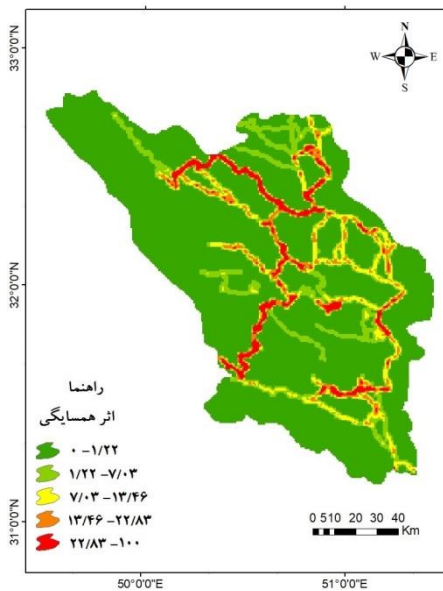 33°0'0"N
N
W E
S
32°0'0"N
راهنما
اثر همسایگی
۰ -۱/۲۲
۱/۲۲ -۷/۰۳
۷/۰۳ -۱۳/۴۶
۱۳/۴۶ -۲۲/۸۳
۲۲/۸۳ -۱۰۰
31°0'0"N
0 510 20 30 40
Km
50°0'0"E 51°0'0"E